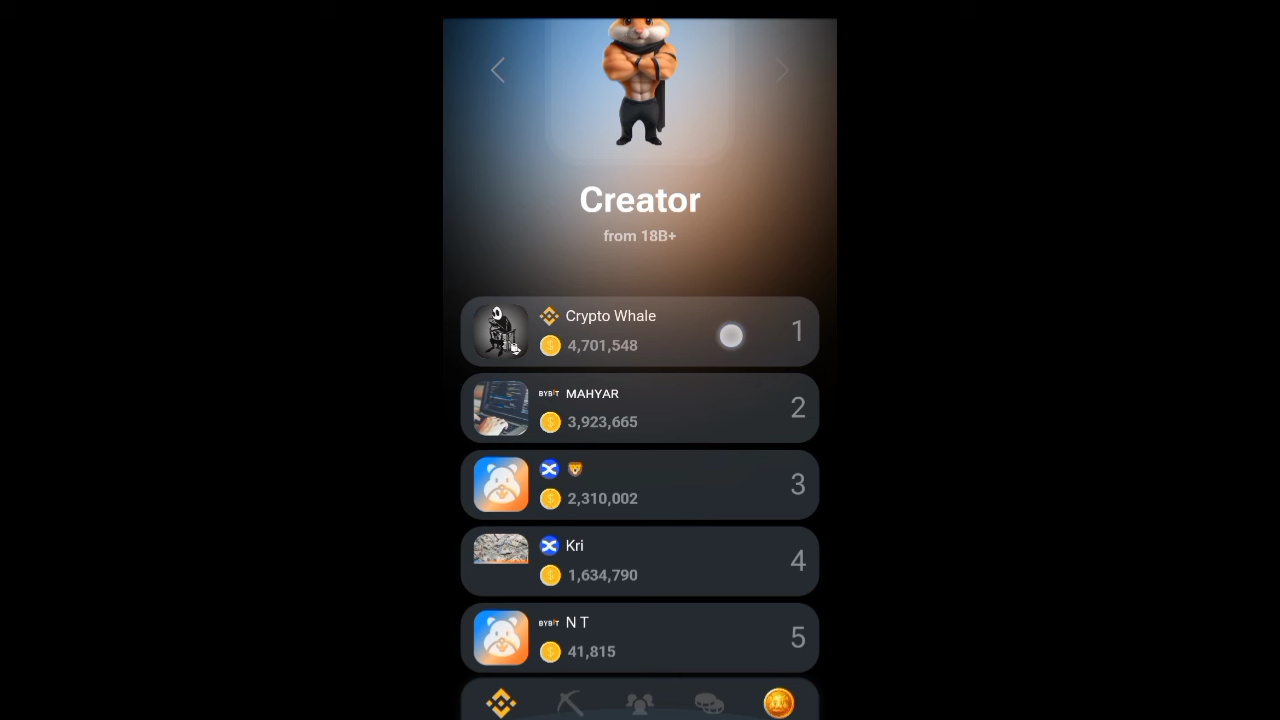 Creator
from 18B+
Crypto Whale
4,701,548
1
BYBIT MAHYAR
3,923,665
2
3
2,310,002
Kri
1,634,790
4
BYBIT N T
41,815
5